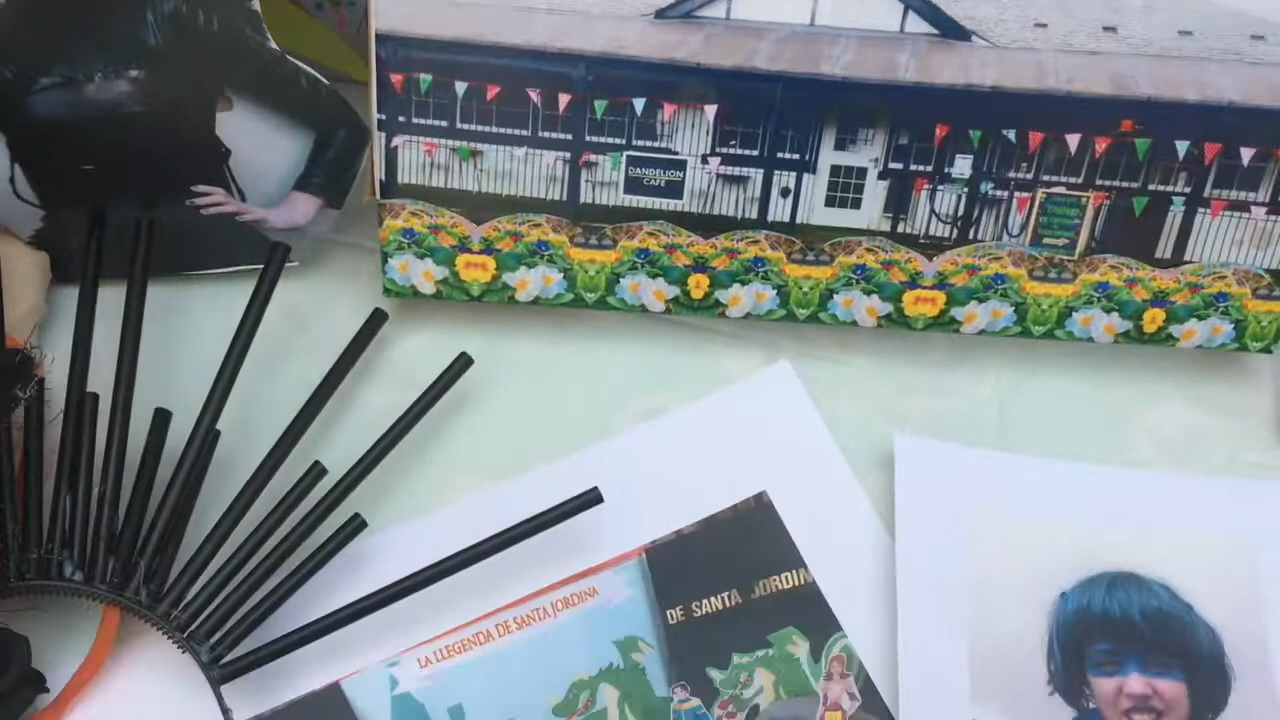 DANDELION
CAFE
LA LLEGENDA DE SANTA JORDINA
DE SANTA JORDIN